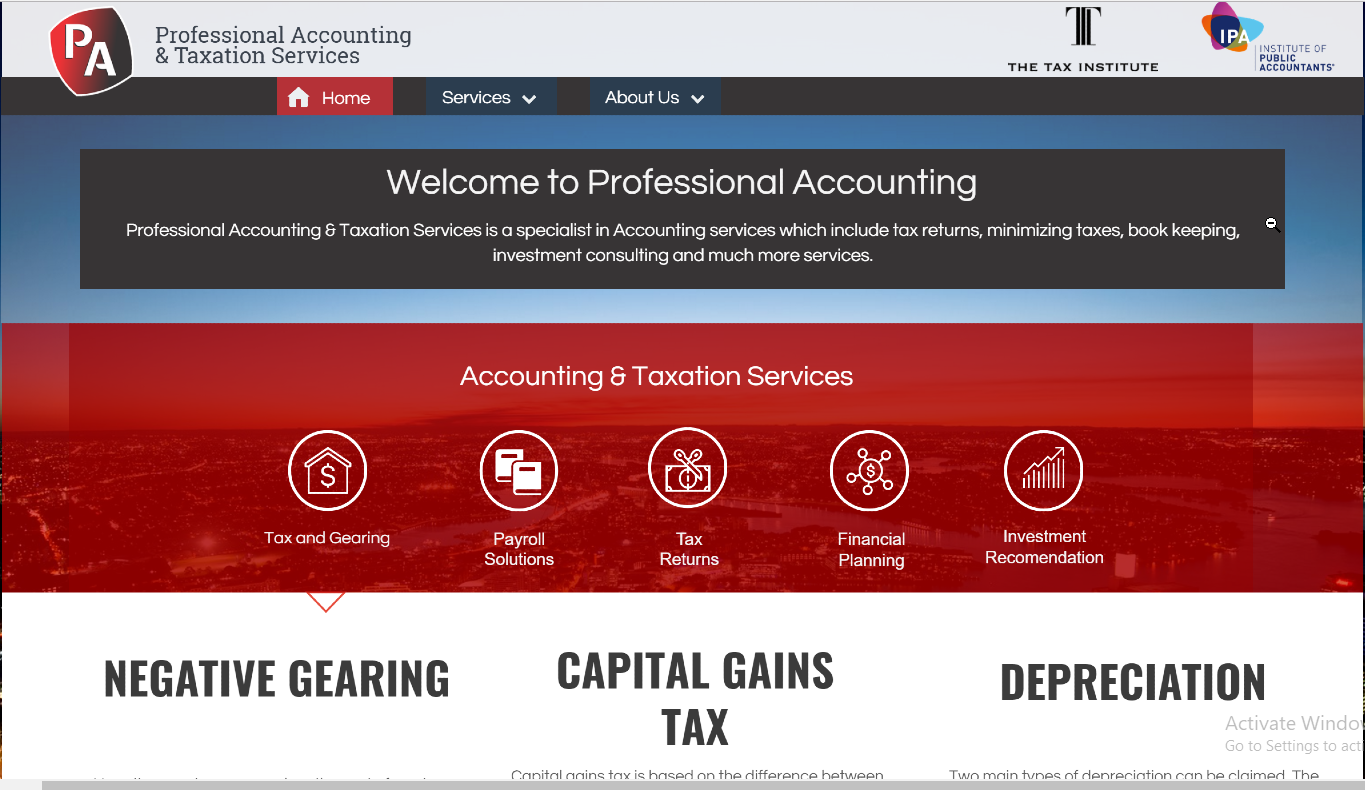 PA
Professional Accounting
& Taxation Services
THE TAX INSTITUTE
IPA
INSTITUTE OF
PUBLIC
ACCOUNTANTS
Home
Services
About Us
Welcome to Professional Accounting
Professional Accounting & Taxation Services is a specialist in Accounting services which include tax returns, minimizing taxes, book keeping,
investment consulting and much more services.
Accounting & Taxation Services
Tax and Gearing
Payroll
Solutions
Tax
Returns
Financial
Planning
Investment
Recomendation
NEGATIVE GEARING
CAPITAL GAINS
TAX
DEPRECIATION
Activate Windo
Go to Settings to acti
Capital gains tax is based on the difference between
Two main types of depreciation can be claimed. The